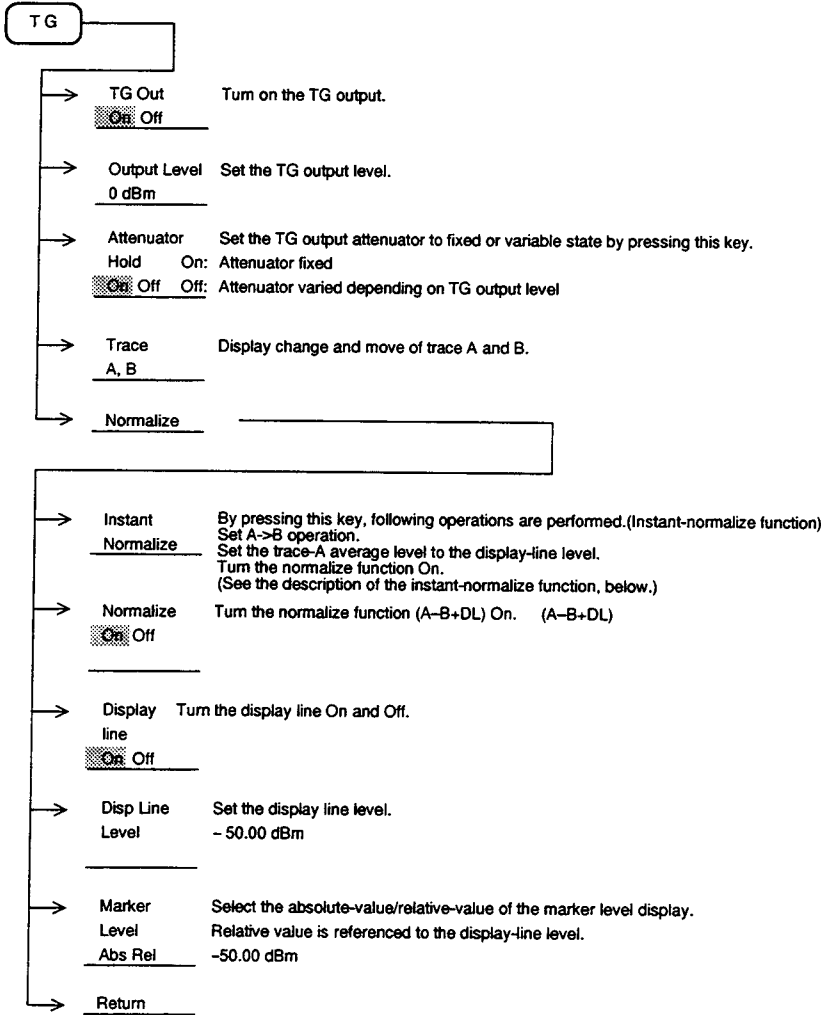 TG
TG Out Turn on the TG output.
On Off
Output Level Set the TG output level.
0 dBm
Attenuator Set the TG output attenuator to fixed or variable state by pressing this key.
Hold On: Attenuator fixed
On Off Off: Attenuator varied depending on TG output level
Trace Display change and move of trace A and B.
A, B
Normalize
Instant By pressing this key, following operations are performed.(Instant-normalize function)
Normalize Set A->B operation.
Set the trace-A average level to the display-line level.
Turn the normalize function On.
(See the description of the instant-normalize function, below.)
Normalize Turn the normalize function (A–B+DL) On. (A–B+DL)
On Off
Display Turn the display line On and Off.
line
On Off
Disp Line Set the display line level.
Level – 50.00 dBm
Marker Select the absolute-value/relative-value of the marker level display.
Level Relative value is referenced to the display-line level.
Abs Rel –50.00 dBm
Return